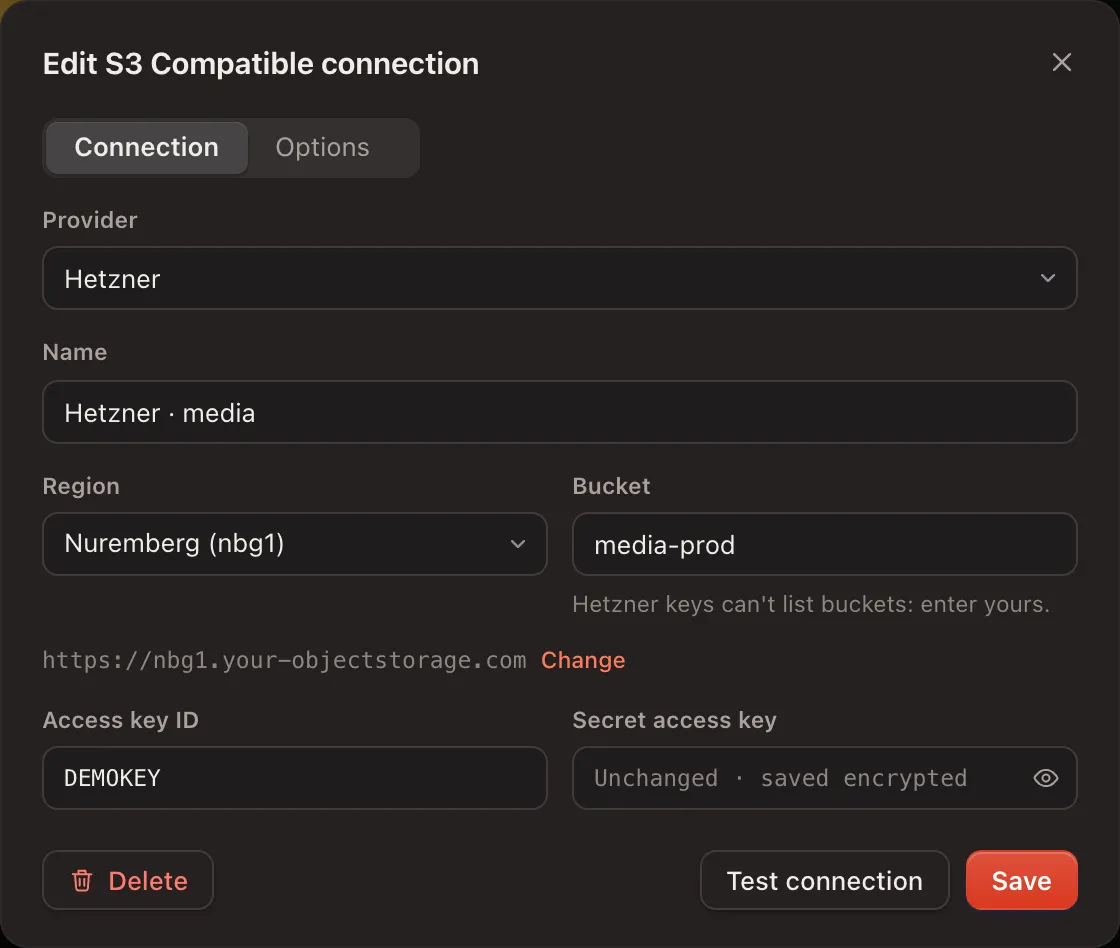 Edit S3 Compatible connection
Connection
Options
Provider
Hetzner
Name
Hetzner · media
Region
Bucket
Nuremberg (nbg1)
media-prod
Hetzner keys can't list buckets: enter yours.
https://nbg1.your-objectstorage.com Change
Access key ID
Secret access key
DEMOKEY
Unchanged · saved encrypted
Delete
Test connection
Save